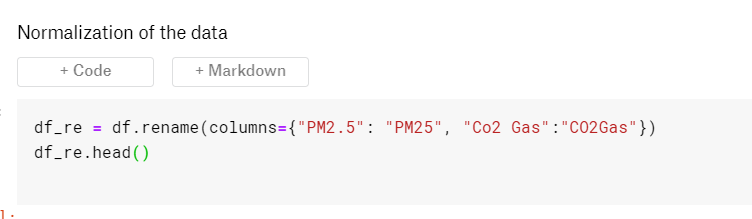 Normalization of the data
+ Code
+ Markdown
df_re = df.rename(columns={"PM2.5": "PM25", "Co2 Gas":"CO2Gas"})
df_re.head()